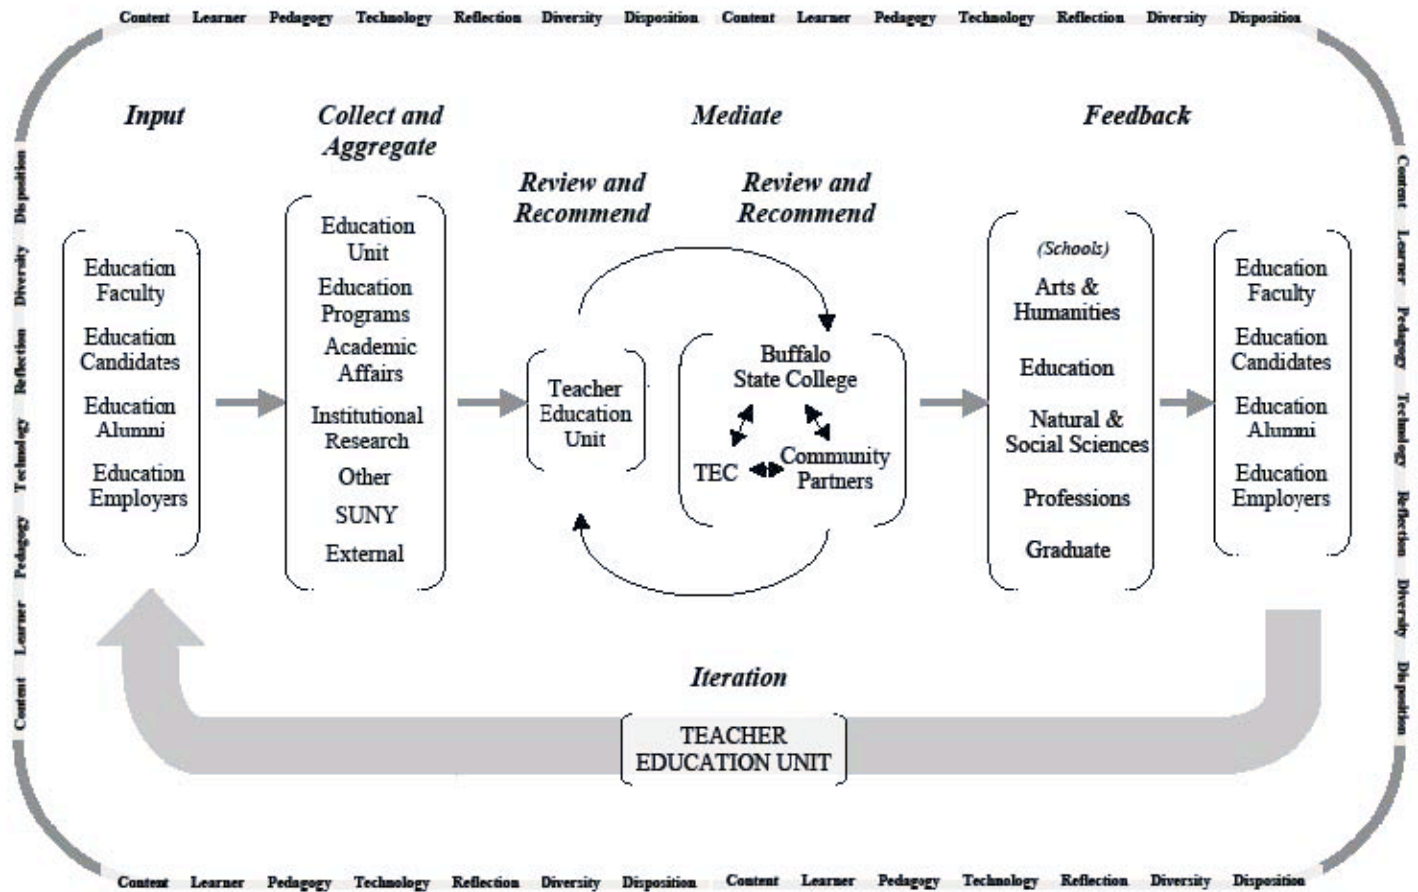 Content Learner Pedagogy Technology Reflection Diversity Disposition Content Learner Pedagogy Technology Reflection Diversity Disposition
Input
Collect and
Aggregate
Mediate
Feedback
Review and
Recommend
Review and
Recommend
Education
Faculty
Education
Candidates
Education
Alumni
Education
Employers
Education
Unit
Education
Programs
Academic
Affairs
Institutional
Research
Other
SUNY
External
Teacher
Education
Unit
Buffalo
State College
TEC
Community
Partners
(Schools)
Arts &
Humanities
Education
Natural &
Social Sciences
Professions
Graduate
Education
Faculty
Education
Candidates
Education
Alumni
Education
Employers
Iteration
TEACHER
EDUCATION UNIT
Content Learner Pedagogy Technology Reflection Diversity Disposition
Content Learner Pedagogy Technology Reflection Diversity Disposition
Content Learner Pedagogy Technology Reflection Diversity Disposition Content Learner Pedagogy Technology Reflection Diversity Disposition